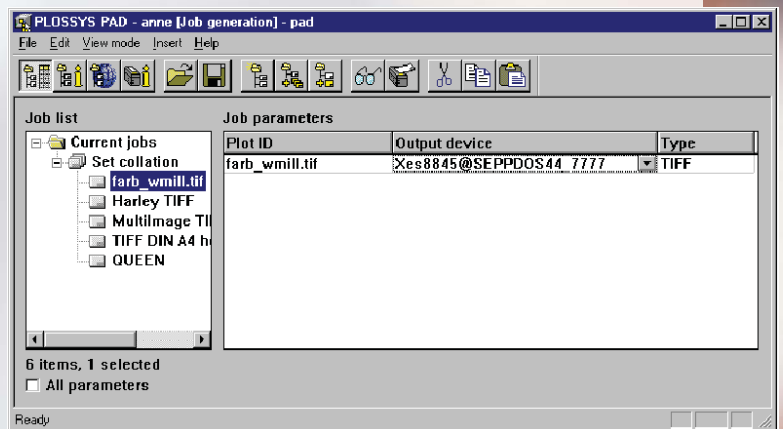 PLOSSYS PAD - anne [Job generation] - pad
File Edit View mode Insert Help
Job list
Job parameters
Current jobs
Set collation
farb_wmill.tif
Harley TIFF
MultiImage TI
TIFF DIN A4 h
QUEEN
Plot ID Output device Type
farb_wmill.tif Xes8845@SEPPDOS44_7777 TIFF
6 items, 1 selected
All parameters
Ready